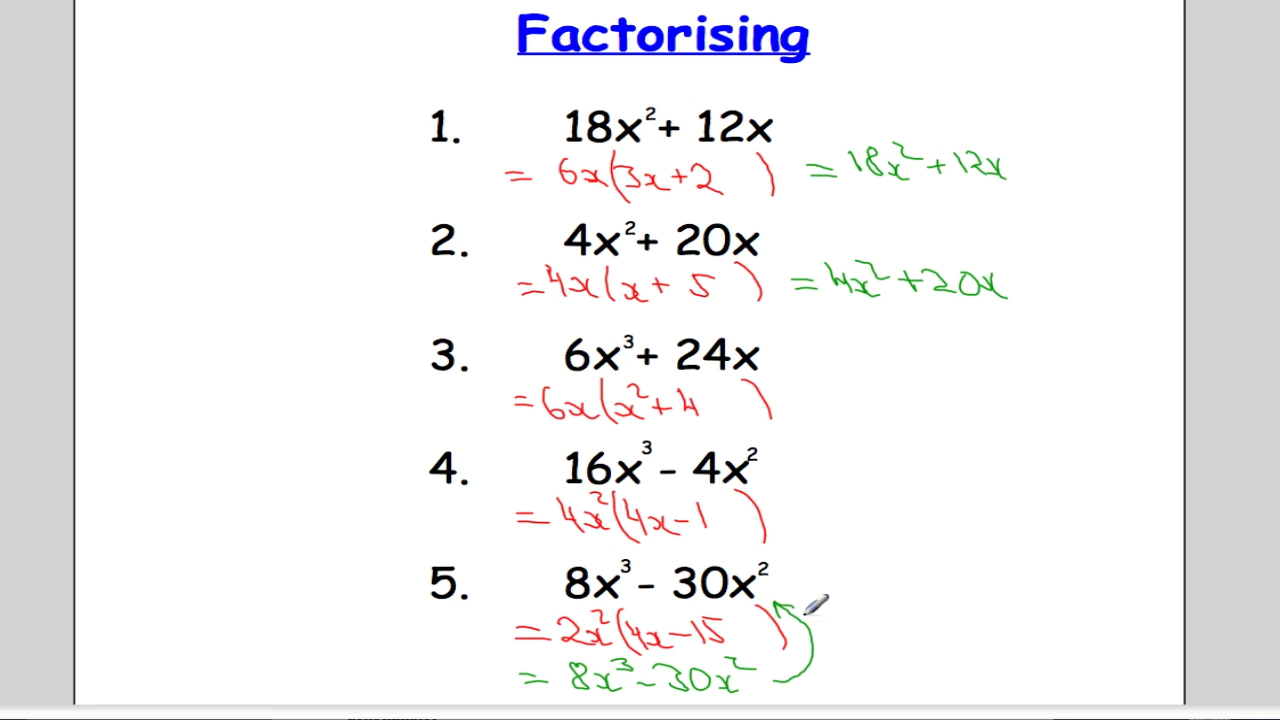 Factorising
1. 18x²+ 12x
= 6x(3x+2 ) = 18x²+12x
2. 4x²+ 20x
=4x(x+ 5 ) = 4x²+20x
3. 6x³+ 24x
=6x(x²+4 )
4. 16x³ - 4x²
=4x²(4x-1 )
5. 8x³ - 30x²
=2x²(4x-15 )
= 8x³-30x²